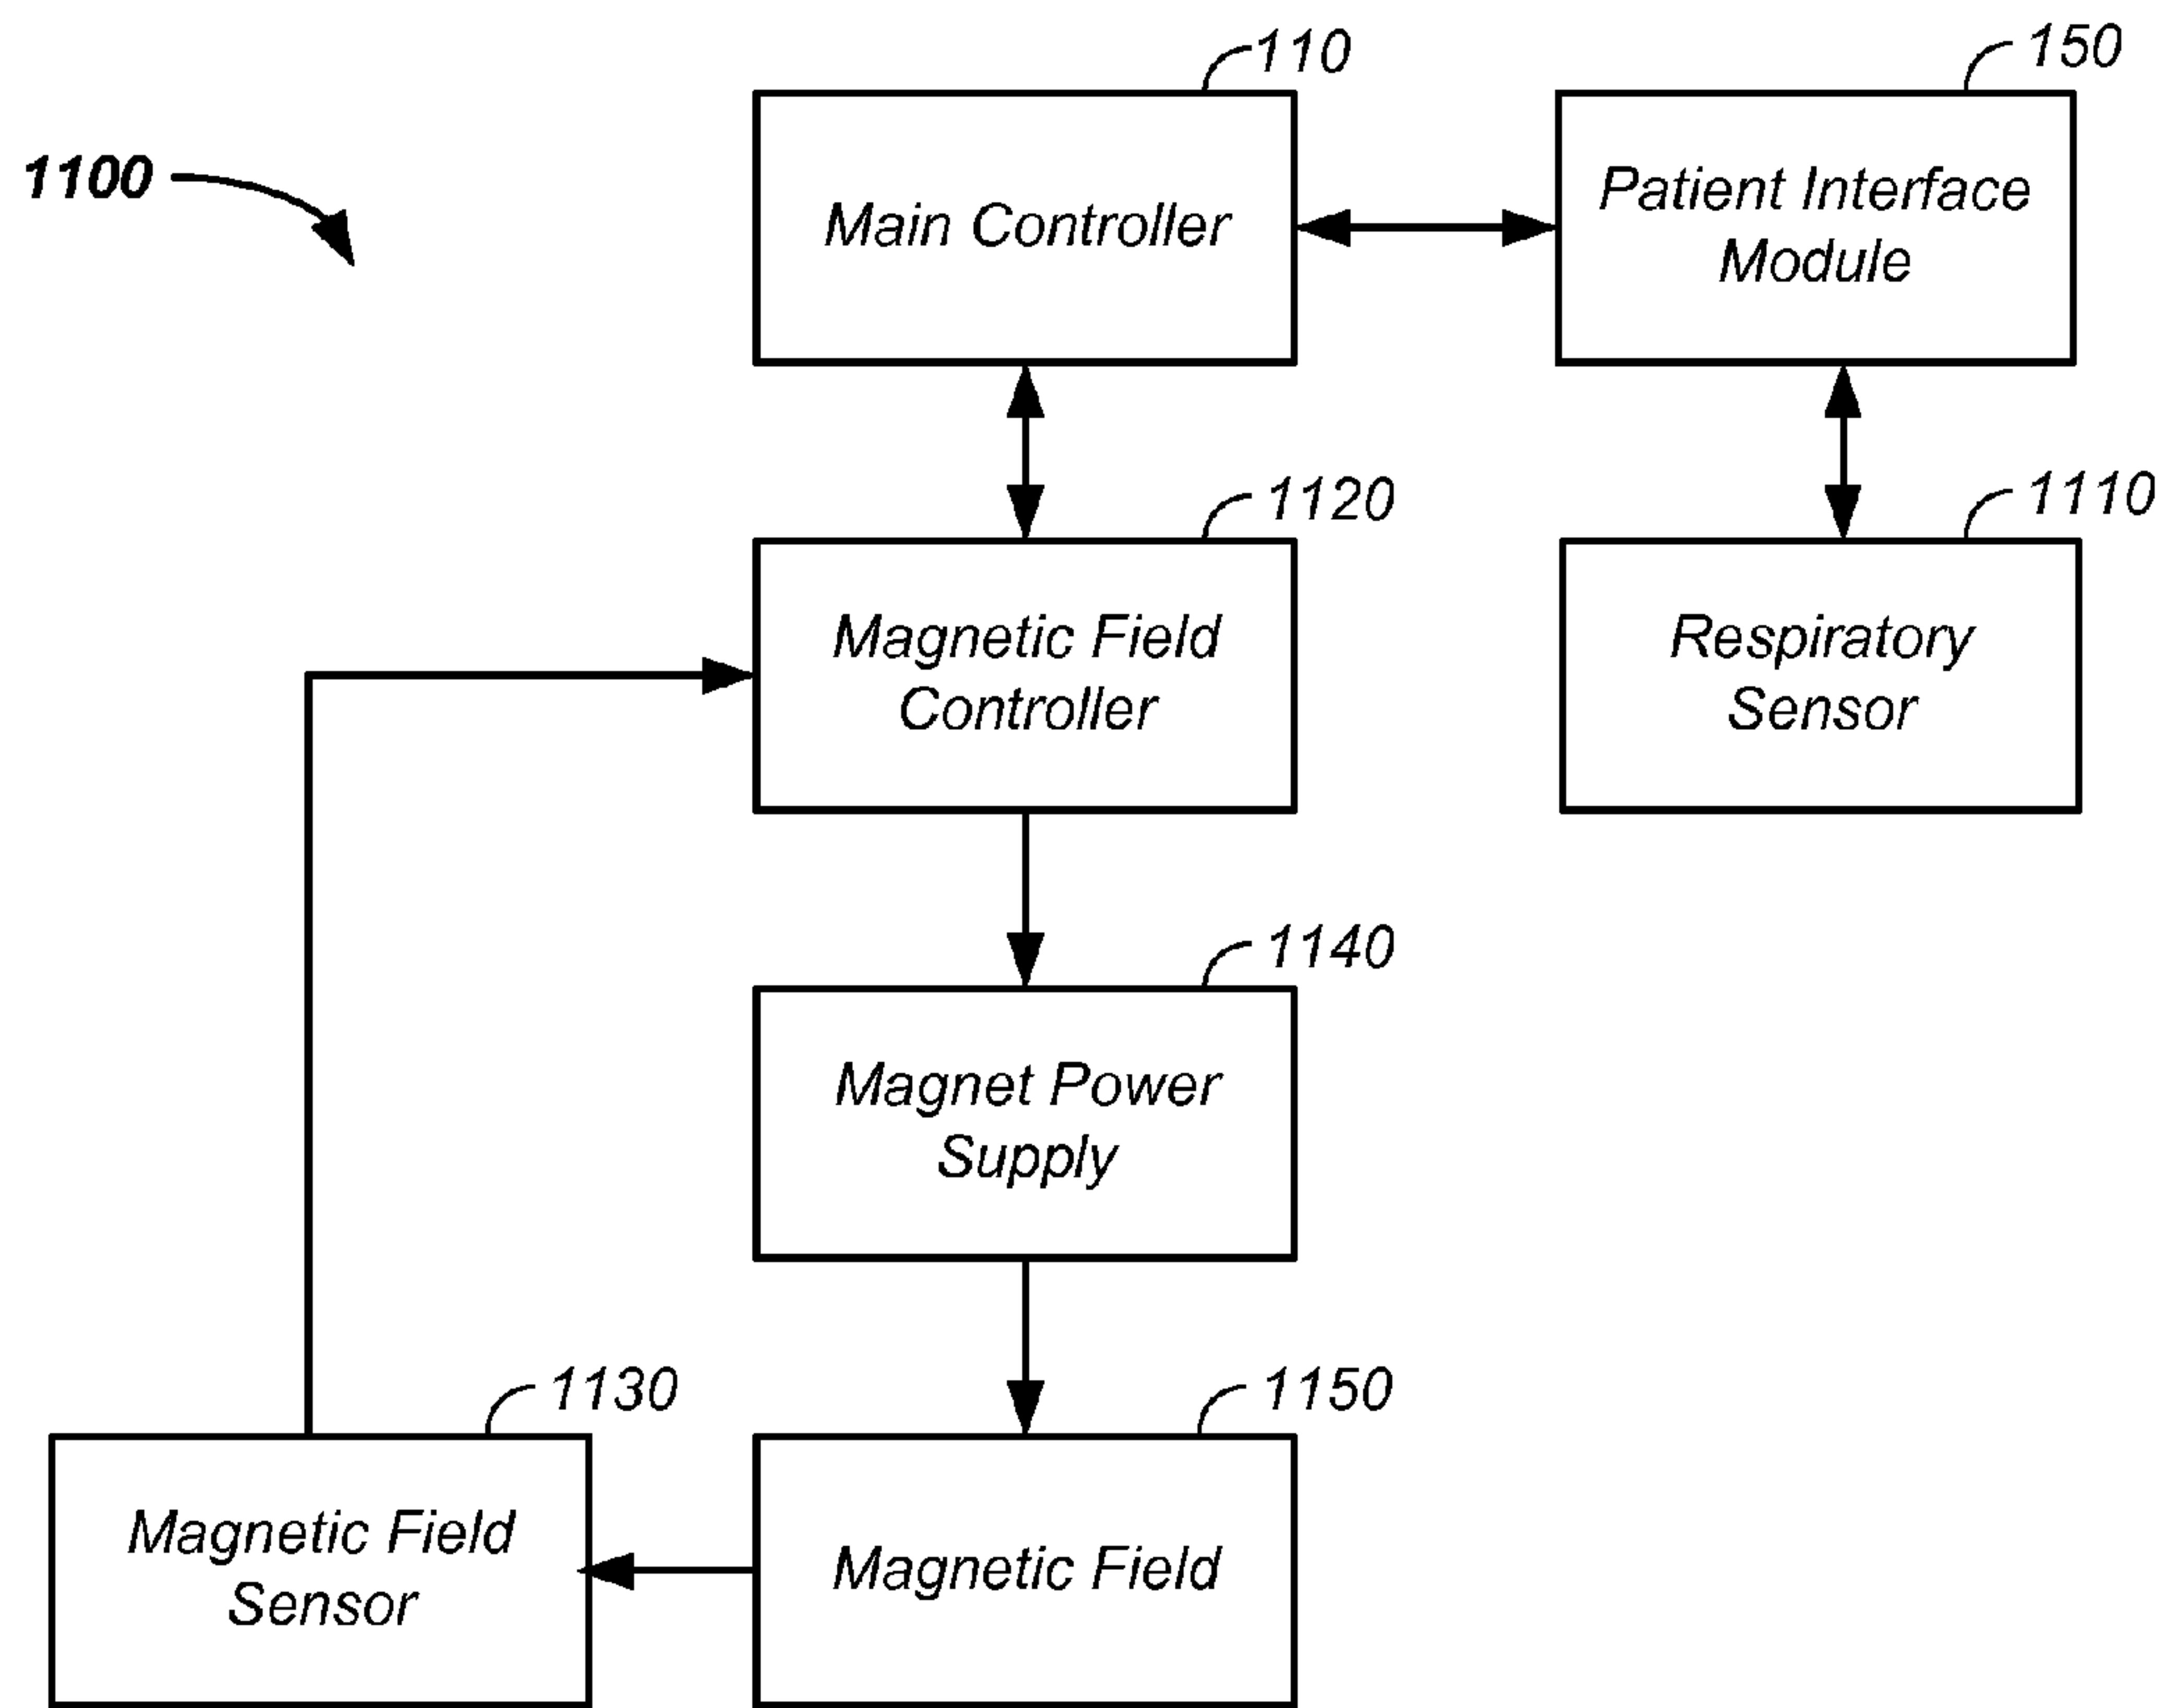 110
150
1100
Main Controller
Patient Interface
Module
1120
1110
Magnetic Field
Controller
Respiratory
Sensor
1140
Magnet Power
Supply
1130
1150
Magnetic Field
Sensor
Magnetic Field